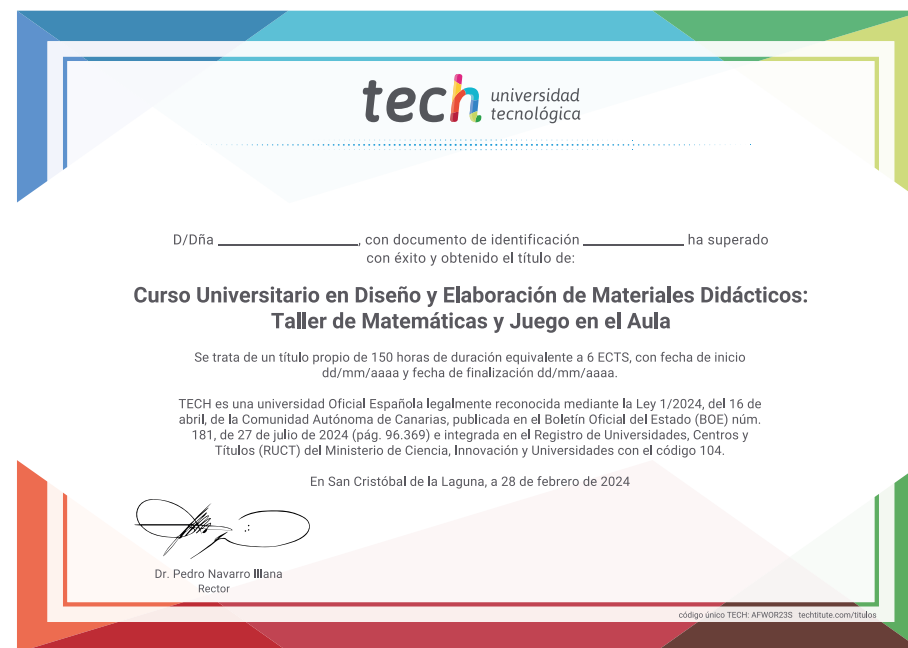 tech universidad
tecnológica
D/Dña ______________, con documento de identificación __________ ha superado
con éxito y obtenido el título de:
Curso Universitario en Diseño y Elaboración de Materiales Didácticos:
Taller de Matemáticas y Juego en el Aula
Se trata de un título propio de 150 horas de duración equivalente a 6 ECTS, con fecha de inicio
dd/mm/aaaa y fecha de finalización dd/mm/aaaa.
TECH es una universidad Oficial Española legalmente reconocida mediante la Ley 1/2024, del 16 de
abril, de la Comunidad Autónoma de Canarias, publicada en el Boletín Oficial del Estado (BOE) núm.
181, de 27 de julio de 2024 (pág. 96.369) e integrada en el Registro de Universidades, Centros y
Títulos (RUCT) del Ministerio de Ciencia, Innovación y Universidades con el código 104.
En San Cristóbal de la Laguna, a 28 de febrero de 2024
Dr. Pedro Navarro Illana
Rector
código único TECH: AFWOR23S techtitute.com/titulos